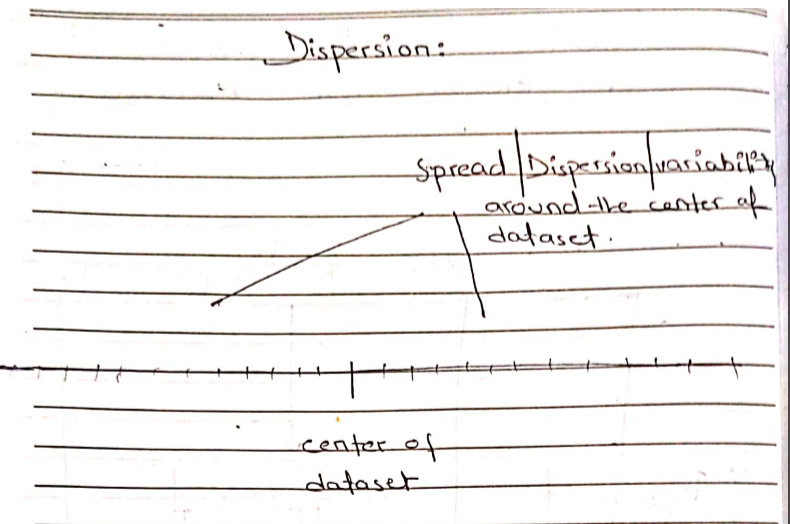 Dispersion:
Spread|Dispersion|variability
around the center of
dataset.
center of
dataset